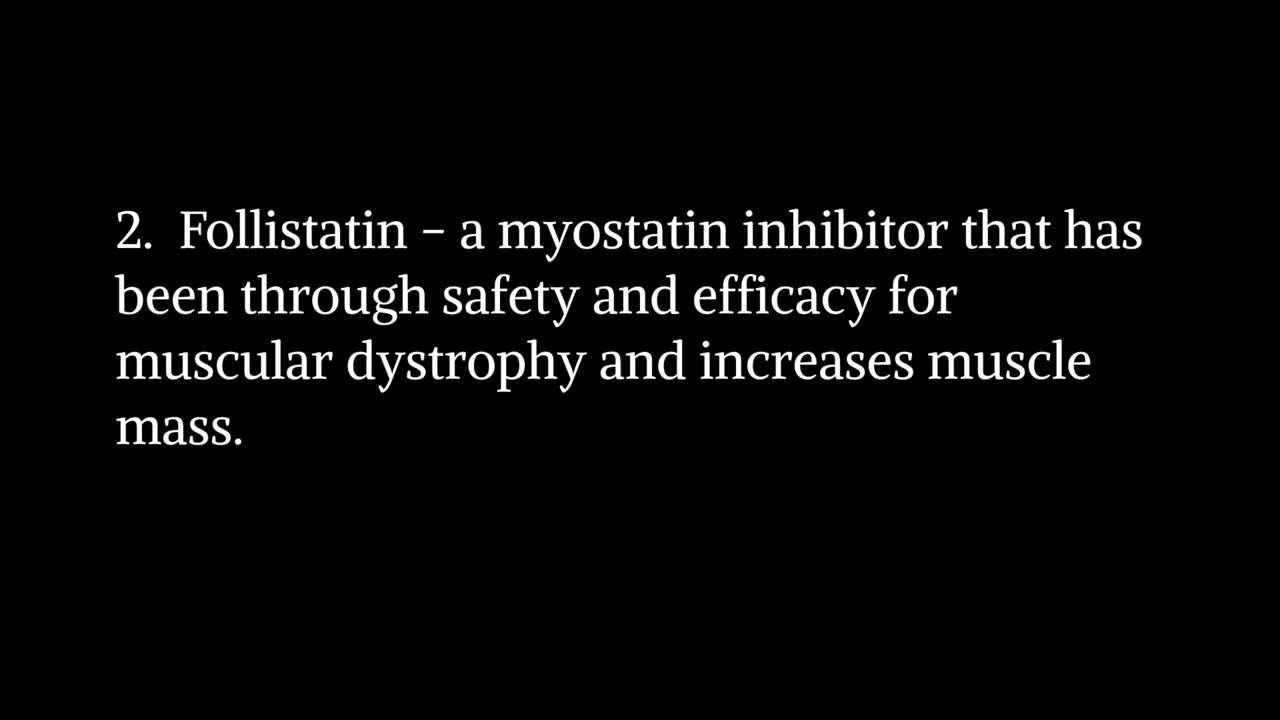 2. Follistatin – a myostatin inhibitor that has
been through safety and efficacy for
muscular dystrophy and increases muscle
mass.